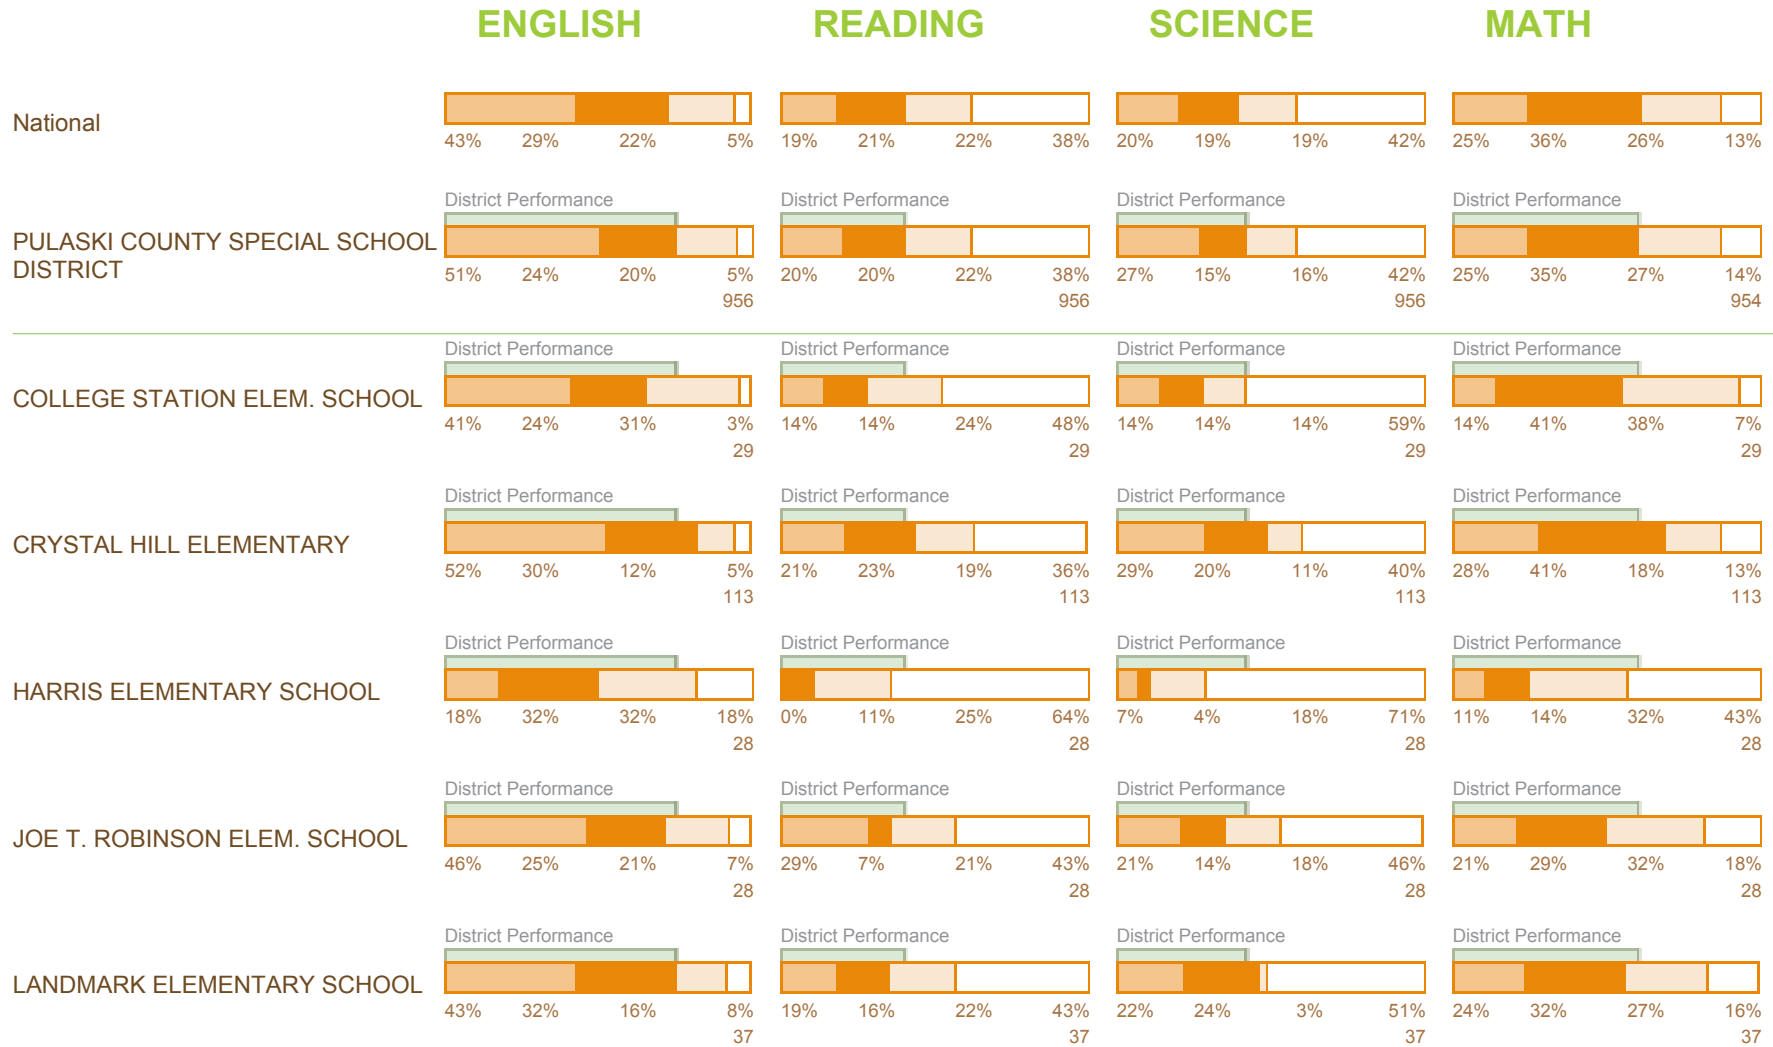 ENGLISH READING SCIENCE MATH
National
43% 29% 22% 5% 19% 21% 22% 38% 20% 19% 19% 42% 25% 36% 26% 13%
District Performance District Performance District Performance District Performance
PULASKI COUNTY SPECIAL SCHOOL
DISTRICT
51% 24% 20% 5% 20% 20% 22% 38% 27% 15% 16% 42% 25% 35% 27% 14%
956 956 956 954
District Performance District Performance District Performance District Performance
COLLEGE STATION ELEM. SCHOOL
41% 24% 31% 3% 14% 14% 24% 48% 14% 14% 14% 59% 14% 41% 38% 7%
29 29 29 29
District Performance District Performance District Performance District Performance
CRYSTAL HILL ELEMENTARY
52% 30% 12% 5% 21% 23% 19% 36% 29% 20% 11% 40% 28% 41% 18% 13%
113 113 113 113
District Performance District Performance District Performance District Performance
HARRIS ELEMENTARY SCHOOL
18% 32% 32% 18% 0% 11% 25% 64% 7% 4% 18% 71% 11% 14% 32% 43%
28 28 28 28
District Performance District Performance District Performance District Performance
JOE T. ROBINSON ELEM. SCHOOL
46% 25% 21% 7% 29% 7% 21% 43% 21% 14% 18% 46% 21% 29% 32% 18%
28 28 28 28
District Performance District Performance District Performance District Performance
LANDMARK ELEMENTARY SCHOOL
43% 32% 16% 8% 19% 16% 22% 43% 22% 24% 3% 51% 24% 32% 27% 16%
37 37 37 37